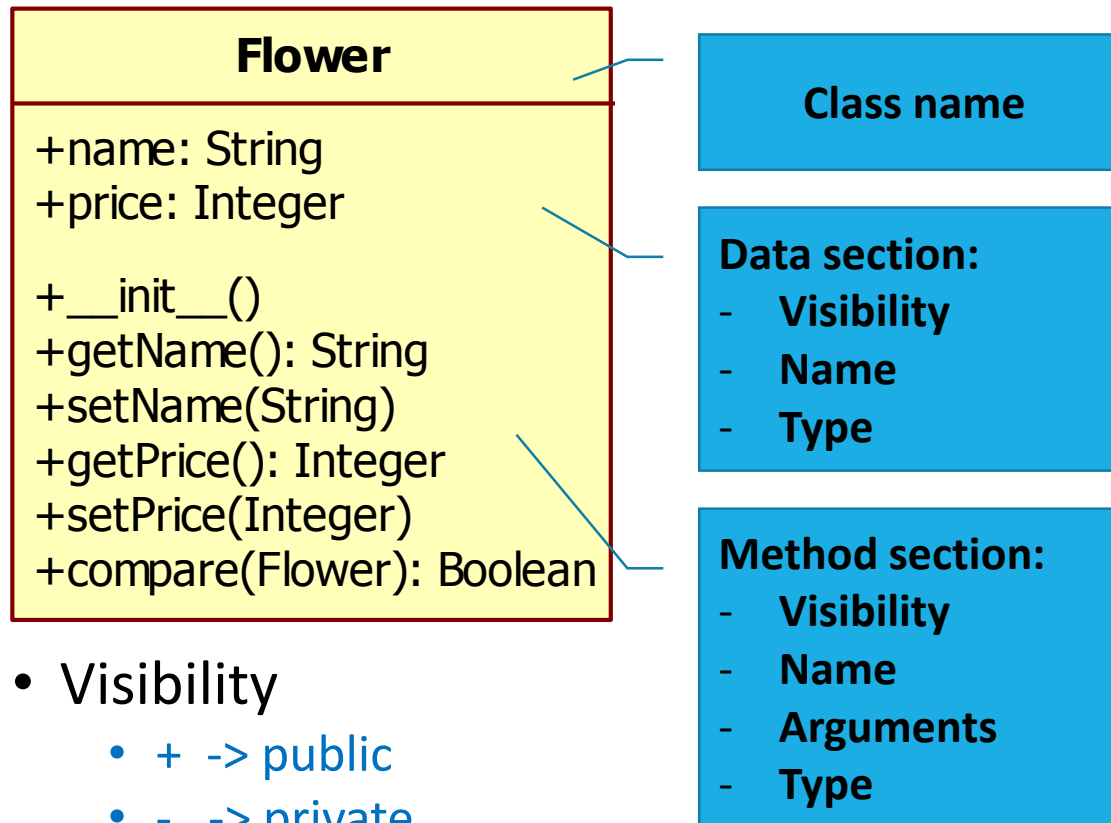 Flower
+name: String
+price: Integer
+__init__()
+getName(): String
+setName(String)
+getPrice(): Integer
+setPrice(Integer)
+compare(Flower): Boolean
Class name
Data section:
- Visibility
- Name
- Type
Method section:
- Visibility
- Name
- Arguments
- Type
• Visibility
• + -> public
• - -> private